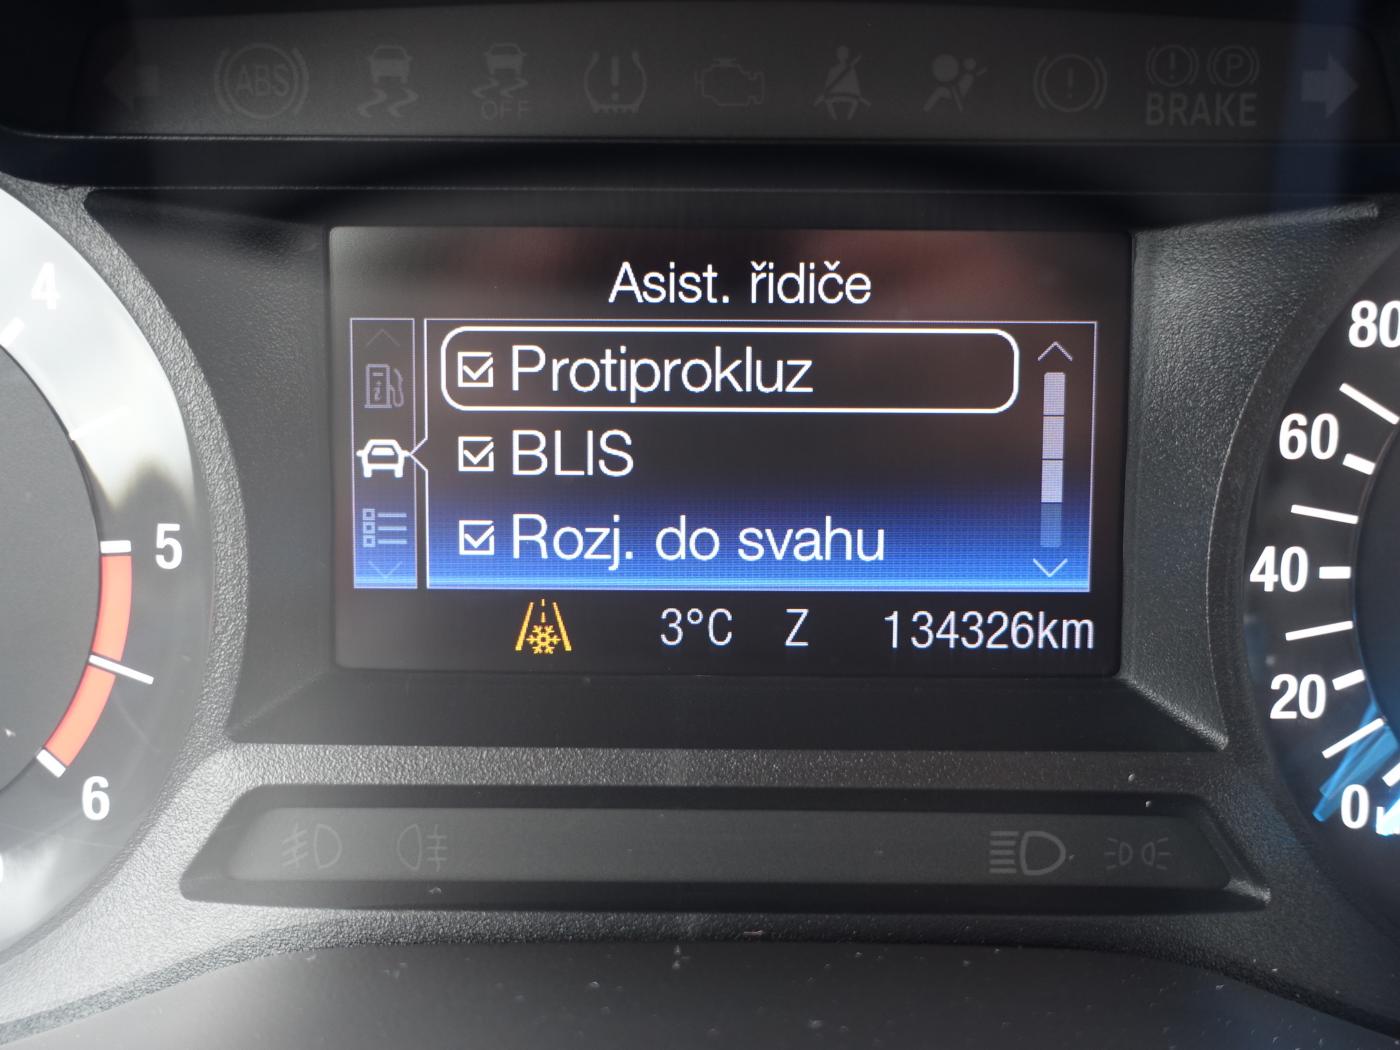 ABS
OFF
BRAKE
Asist. řidiče
Protiprokluz
BLIS
Rozj. do svahu
3°C Z 134326km
4
5
6
80
60
40
20
0